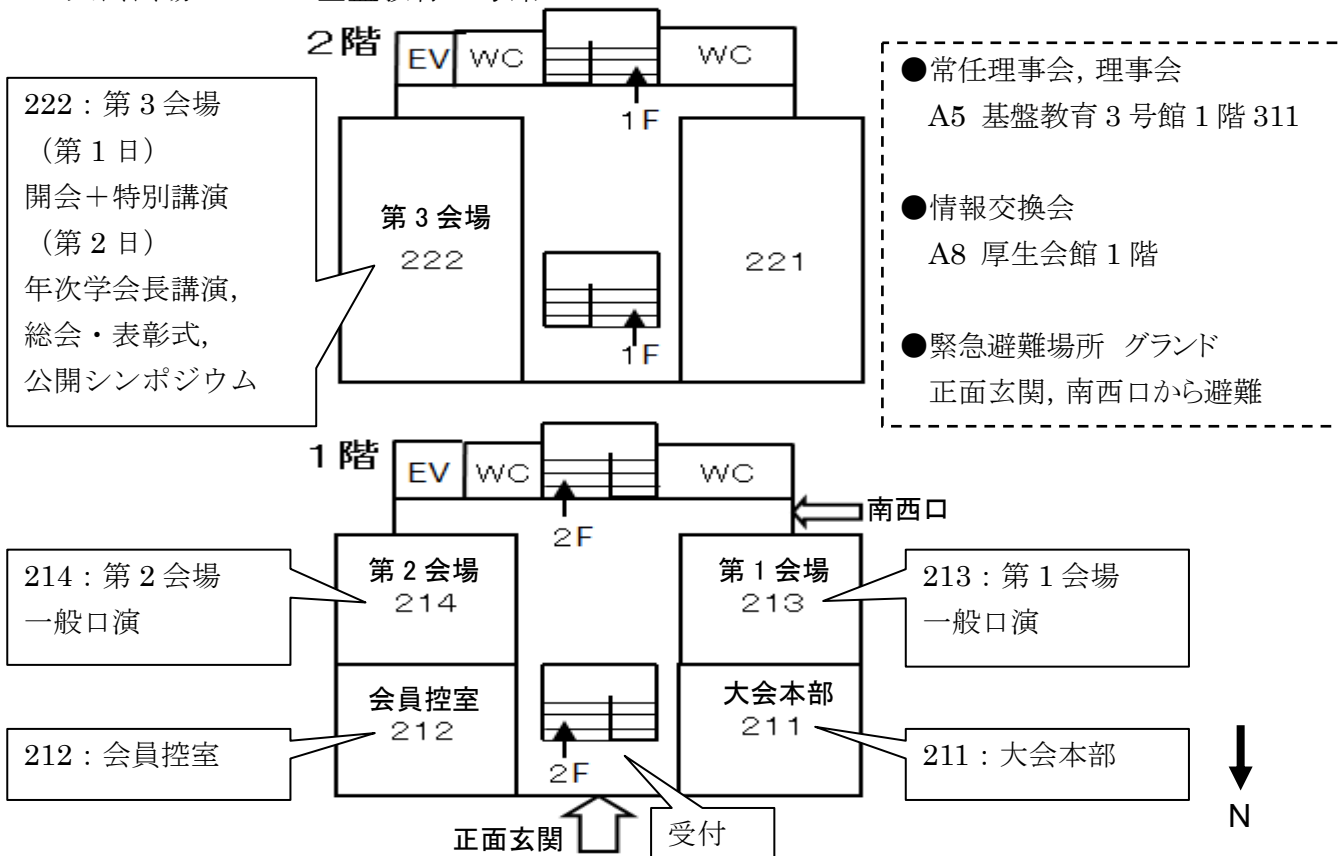 2階
EV
WC
WC
1F
第3会場
222
221
1F
222：第3会場
（第1日）
開会＋特別講演
（第2日）
年次学会長講演，
総会・表彰式，
公開シンポジウム
●常任理事会，理事会
A5 基盤教育3号館1階311
●情報交換会
A8 厚生会館1階
●緊急避難場所 グランド
正面玄関，南西口から避難
1階
EV
WC
WC
南西口
2F
第2会場
214
第1会場
213
214：第2会場
一般口演
213：第1会場
一般口演
会員控室
212
大会本部
211
2F
212：会員控室
211：大会本部
正面玄関
受付
N